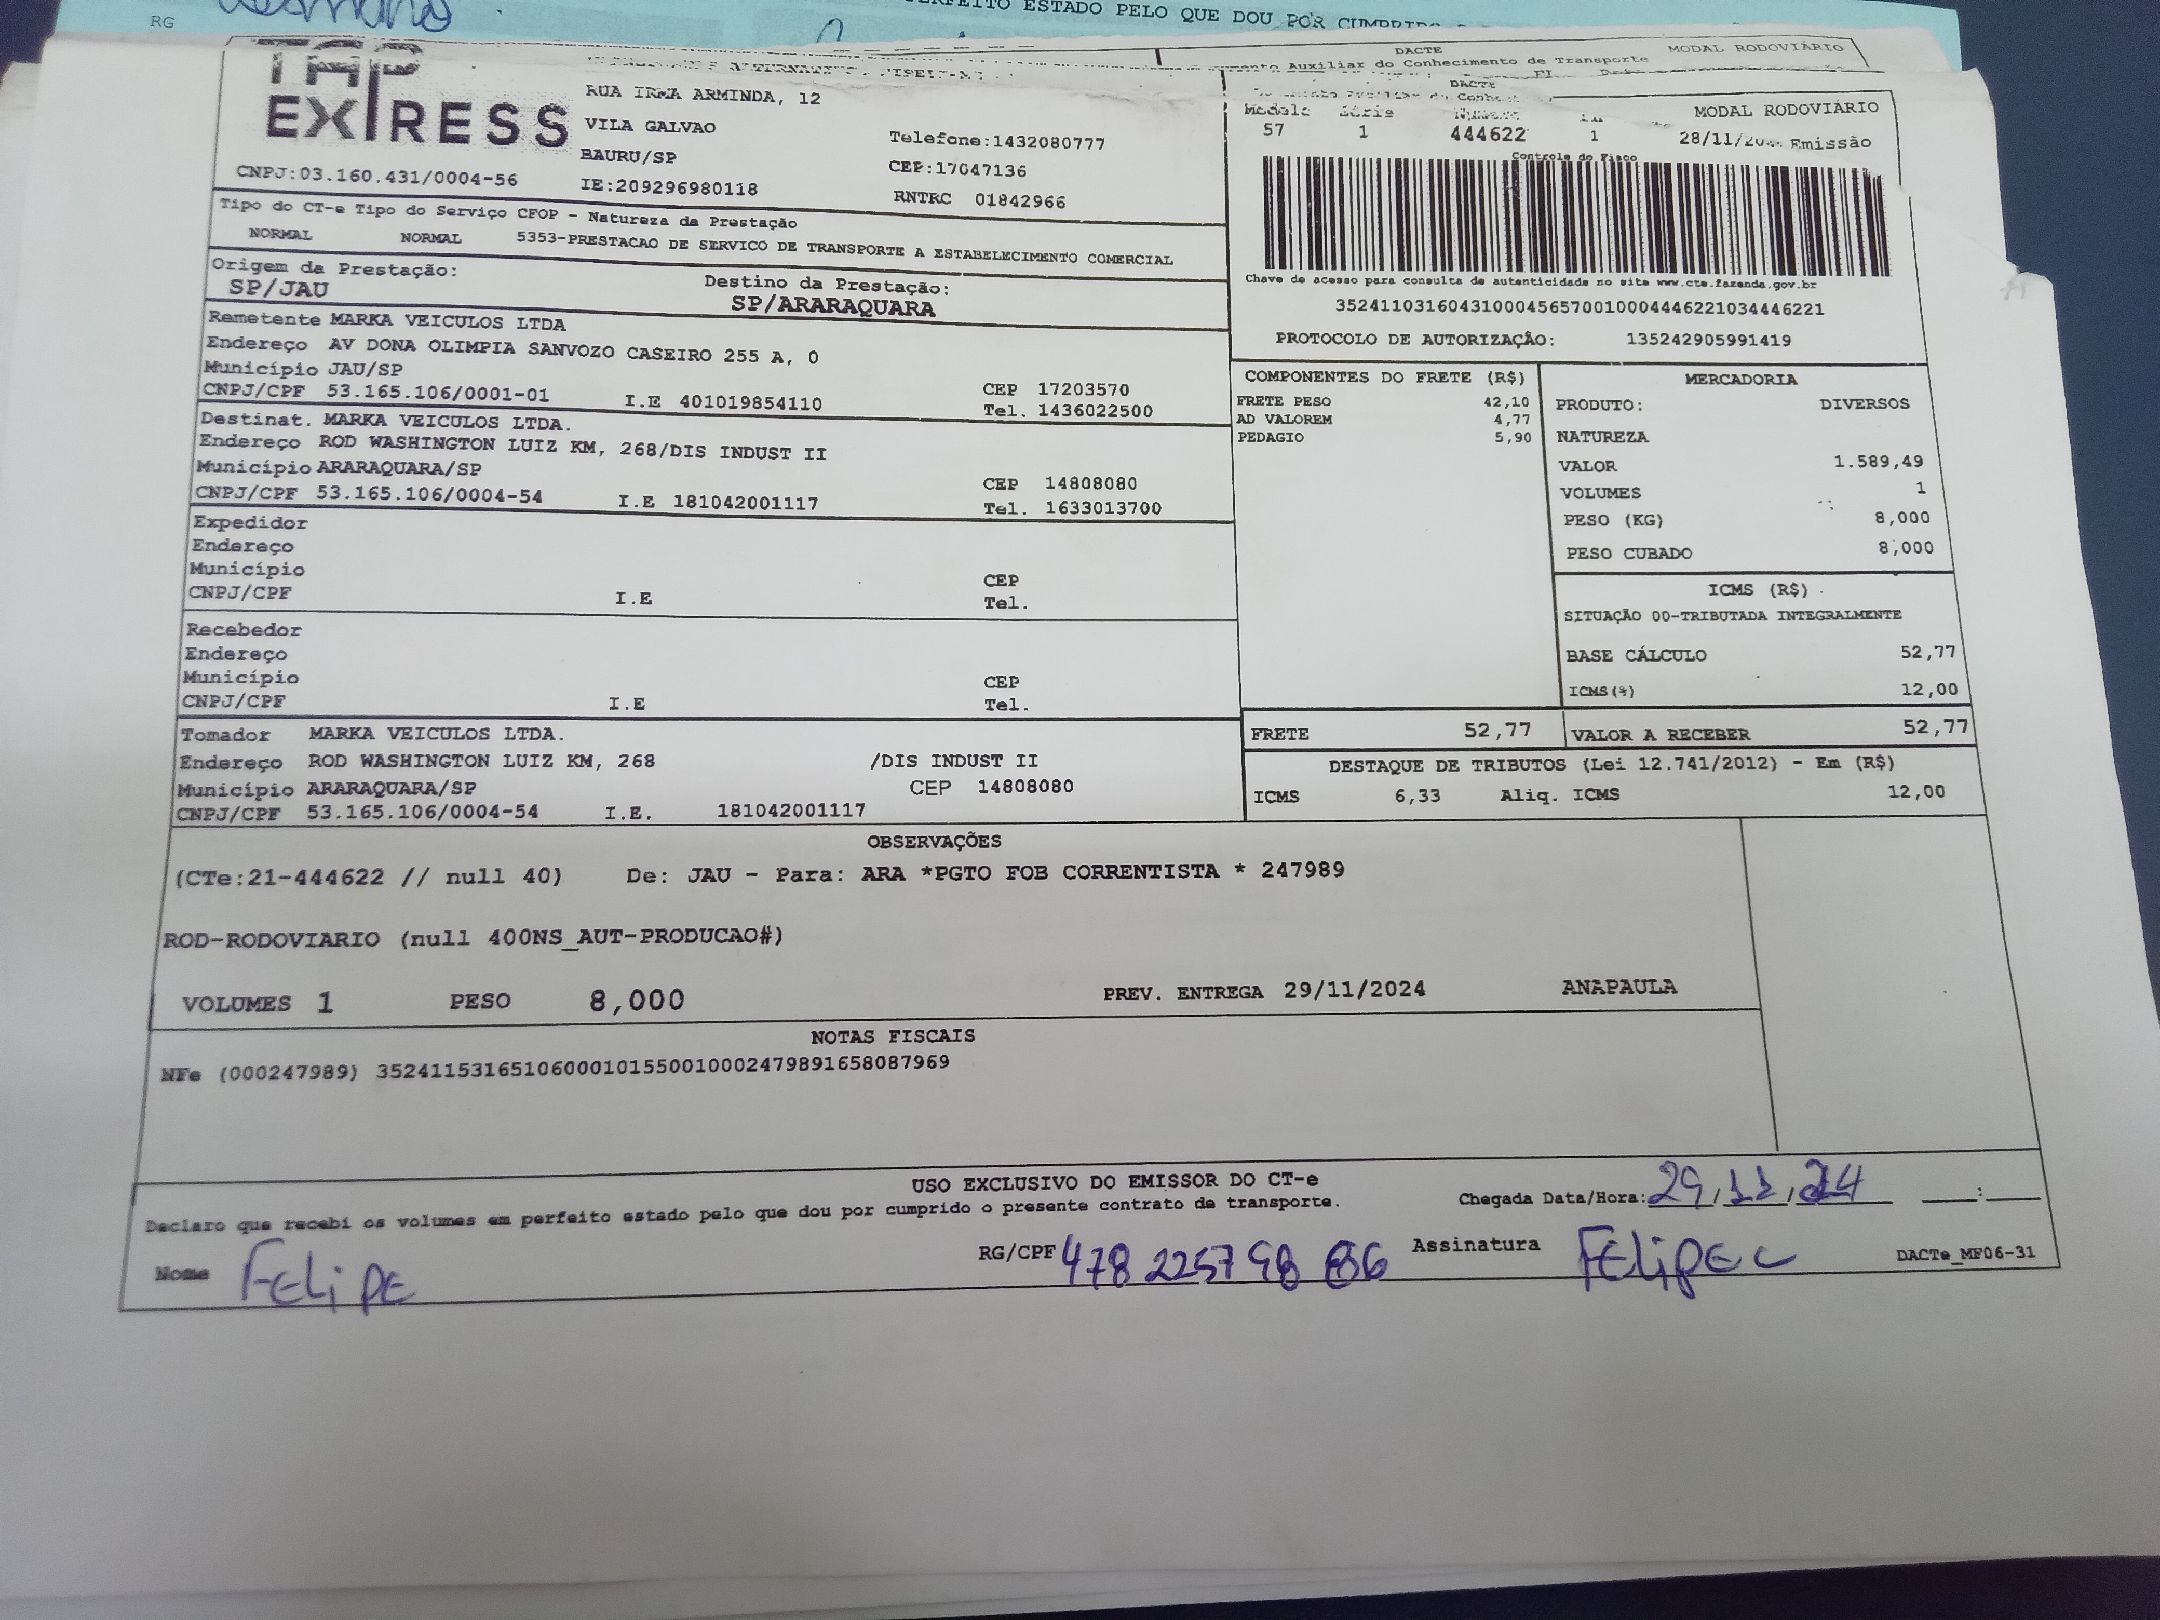 RG
PERFEITO ESTADO PELO QUE DOU POR CUMPRIDO
DACTE
MODAL RODOVIÁRIO
Auxiliar do Conhecimento de Transporte
TAP
EXPRESS
CNPJ:03.160.431/0004-56
RUA IRMA ARMINDA, 12
VILA GALVAO
BAURU/SP
IE:209296980118
Telefone:1432080777
CEP:17047136
RNTRC 01842966
DACTE
MODAL RODOVIÁRIO
Modelo Série
57 1 444622 1 28/11/ Emissão
Controle do Fisco
Chave de acesso para consulta de autenticidade no site www.cte.fazenda.gov.br
35241103160431000456570010004446221034446221
PROTOCOLO DE AUTORIZAÇÃO: 135242905991419
Tipo do CT-e Tipo do Serviço CFOP - Natureza da Prestação
NORMAL NORMAL 5353-PRESTACAO DE SERVICO DE TRANSPORTE A ESTABELECIMENTO COMERCIAL
Origem da Prestação: Destino da Prestação:
SP/JAU SP/ARARAQUARA
Remetente MARKA VEICULOS LTDA
Endereço AV DONA OLIMPIA SANVOZO CASEIRO 255 A, 0
Município JAU/SP CEP 17203570
CNPJ/CPF 53.165.106/0001-01 I.E 401019854110 Tel. 1436022500
Destinat. MARKA VEICULOS LTDA.
Endereço ROD WASHINGTON LUIZ KM, 268/DIS INDUST II
Município ARARAQUARA/SP CEP 14808080
CNPJ/CPF 53.165.106/0004-54 I.E 181042001117 Tel. 1633013700
Expedidor
Endereço
Município CEP
CNPJ/CPF I.E Tel.
Recebedor
Endereço
Município CEP
CNPJ/CPF I.E Tel.
Tomador MARKA VEICULOS LTDA.
Endereço ROD WASHINGTON LUIZ KM, 268 /DIS INDUST II
Município ARARAQUARA/SP CEP 14808080
CNPJ/CPF 53.165.106/0004-54 I.E. 181042001117
COMPONENTES DO FRETE (R$)
FRETE PESO 42,10
AD VALOREM 4,77
PEDAGIO 5,90
MERCADORIA
PRODUTO: DIVERSOS
NATUREZA
VALOR 1.589,49
VOLUMES 1
PESO (KG) 8,000
PESO CUBADO 8,000
ICMS (R$)
SITUAÇÃO 00-TRIBUTADA INTEGRALMENTE
BASE CÁLCULO 52,77
ICMS(%) 12,00
FRETE 52,77 VALOR A RECEBER 52,77
DESTAQUE DE TRIBUTOS (Lei 12.741/2012) - Em (R$)
ICMS 6,33 Aliq. ICMS 12,00
OBSERVAÇÕES
(CTe:21-444622 // null 40) De: JAU - Para: ARA *PGTO FOB CORRENTISTA * 247989
ROD-RODOVIARIO (null 400NS_AUT-PRODUCAO#)
VOLUMES 1 PESO 8,000 PREV. ENTREGA 29/11/2024 ANAPAULA
NOTAS FISCAIS
NFe (000247989) 35241153165106000101550010002479891658087969
USO EXCLUSIVO DO EMISSOR DO CT-e
Declaro que recebi os volumes em perfeito estado pelo que dou por cumprido o presente contrato de transporte.
Chegada Data/Hora: 29/11/24 :
Nome FELIPE RG/CPF 478 225798 86 Assinatura FELIPE C
DACTe_MF06-31